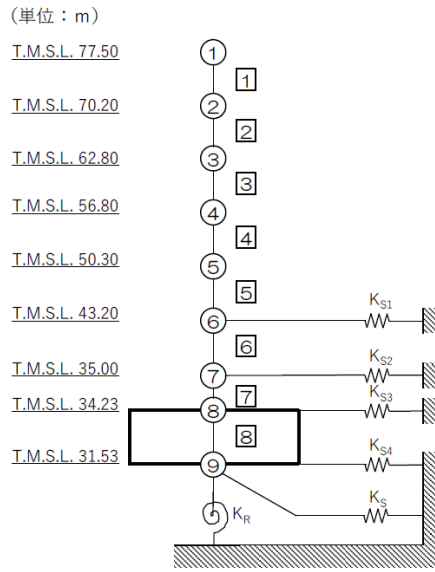 (単位：m)
T.M.S.L. 77.50
1
1
T.M.S.L. 70.20
2
2
T.M.S.L. 62.80
3
3
T.M.S.L. 56.80
4
4
T.M.S.L. 50.30
5
5
T.M.S.L. 43.20
6
KS1
6
T.M.S.L. 35.00
7
KS2
7
T.M.S.L. 34.23
8
KS3
8
T.M.S.L. 31.53
9
KS4
KS
KR